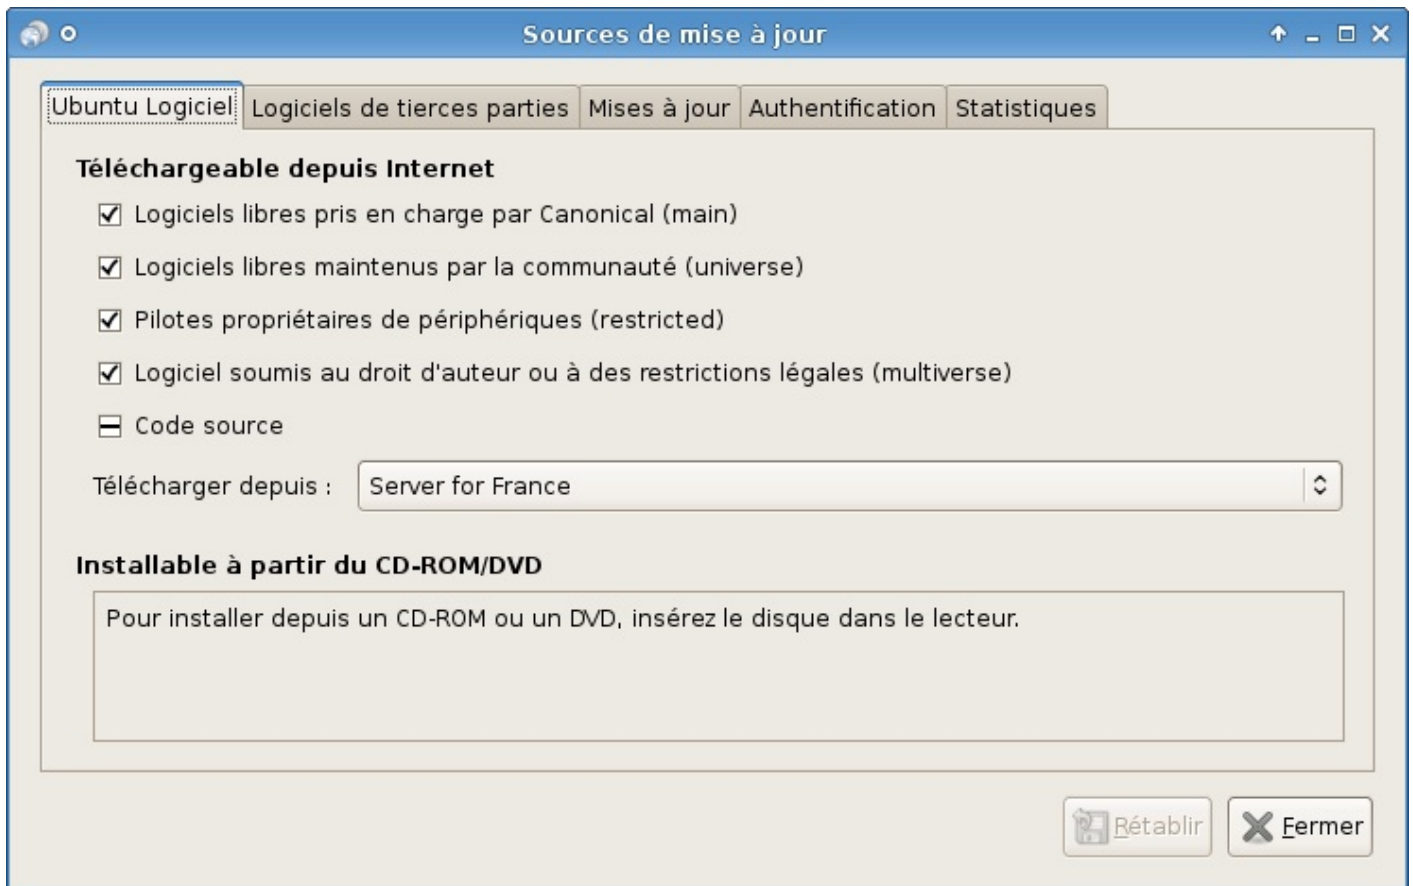 Sources de mise à jour
Ubuntu Logiciel Logiciels de tierces parties Mises à jour Authentification Statistiques
Téléchargeable depuis Internet
Logiciels libres pris en charge par Canonical (main)
Logiciels libres maintenus par la communauté (universe)
Pilotes propriétaires de périphériques (restricted)
Logiciel soumis au droit d'auteur ou à des restrictions légales (multiverse)
Code source
Télécharger depuis : Server for France
Installable à partir du CD-ROM/DVD
Pour installer depuis un CD-ROM ou un DVD, insérez le disque dans le lecteur.
Rétablir Fermer